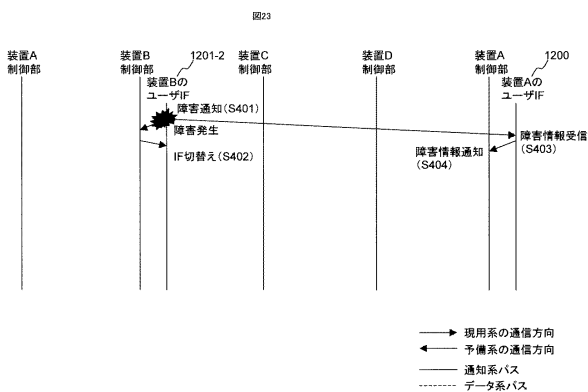 図23
装置A
制御部
装置B
制御部
1201-2
装置Bの
ユーザIF
装置C
制御部
装置D
制御部
装置A
制御部
1200
装置Aの
ユーザIF
障害通知(S401)
障害発生
IF切替え(S402)
障害情報受信
(S403)
障害情報通知
(S404)
現用系の通信方向
予備系の通信方向
通知系パス
データ系パス